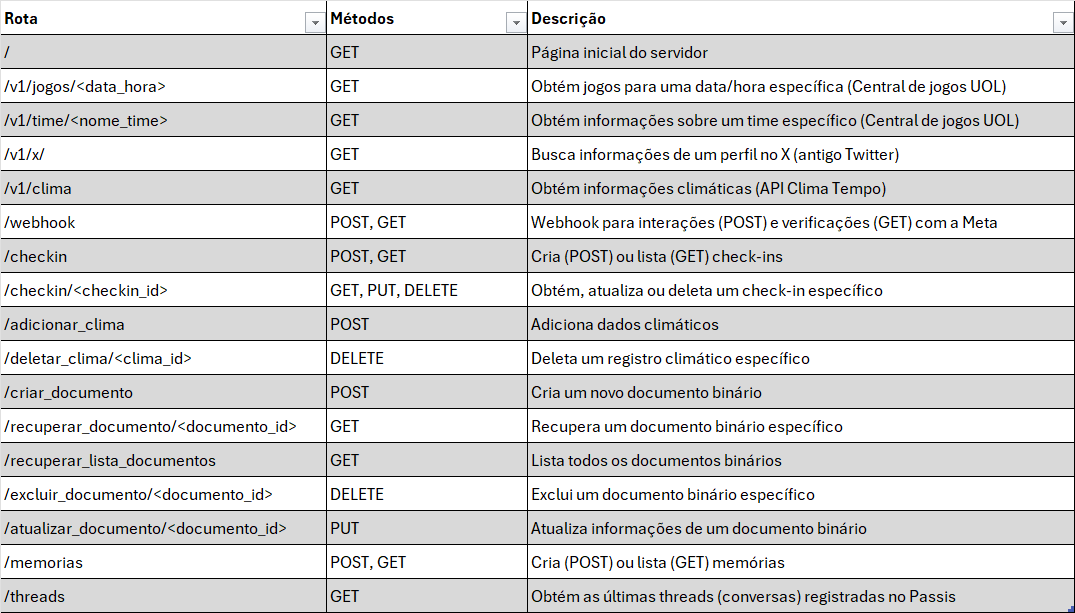 Rota Métodos Descrição
/ GET Página inicial do servidor
/v1/jogos/<data_hora> GET Obtém jogos para uma data/hora específica (Central de jogos UOL)
/v1/time/<nome_time> GET Obtém informações sobre um time específico (Central de jogos UOL)
/v1/x/ GET Busca informações de um perfil no X (antigo Twitter)
/v1/clima GET Obtém informações climáticas (API Clima Tempo)
/webhook POST, GET Webhook para interações (POST) e verificações (GET) com a Meta
/checkin POST, GET Cria (POST) ou lista (GET) check-ins
/checkin/<checkin_id> GET, PUT, DELETE Obtém, atualiza ou deleta um check-in específico
/adicionar_clima POST Adiciona dados climáticos
/deletar_clima/<clima_id> DELETE Deleta um registro climático específico
/criar_documento POST Cria um novo documento binário
/recuperar_documento/<documento_id> GET Recupera um documento binário específico
/recuperar_lista_documentos GET Lista todos os documentos binários
/excluir_documento/<documento_id> DELETE Exclui um documento binário específico
/atualizar_documento/<documento_id> PUT Atualiza informações de um documento binário
/memorias POST, GET Cria (POST) ou lista (GET) memórias
/threads GET Obtém as últimas threads (conversas) registradas no Passis